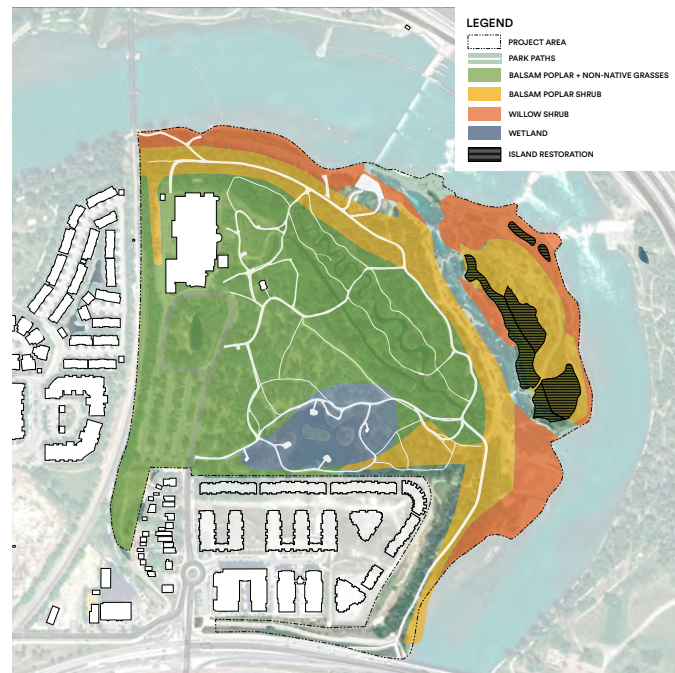 LEGEND
PROJECT AREA
PARK PATHS
BALSAM POPLAR + NON-NATIVE GRASSES
BALSAM POPLAR SHRUB
WILLOW SHRUB
WETLAND
ISLAND RESTORATION